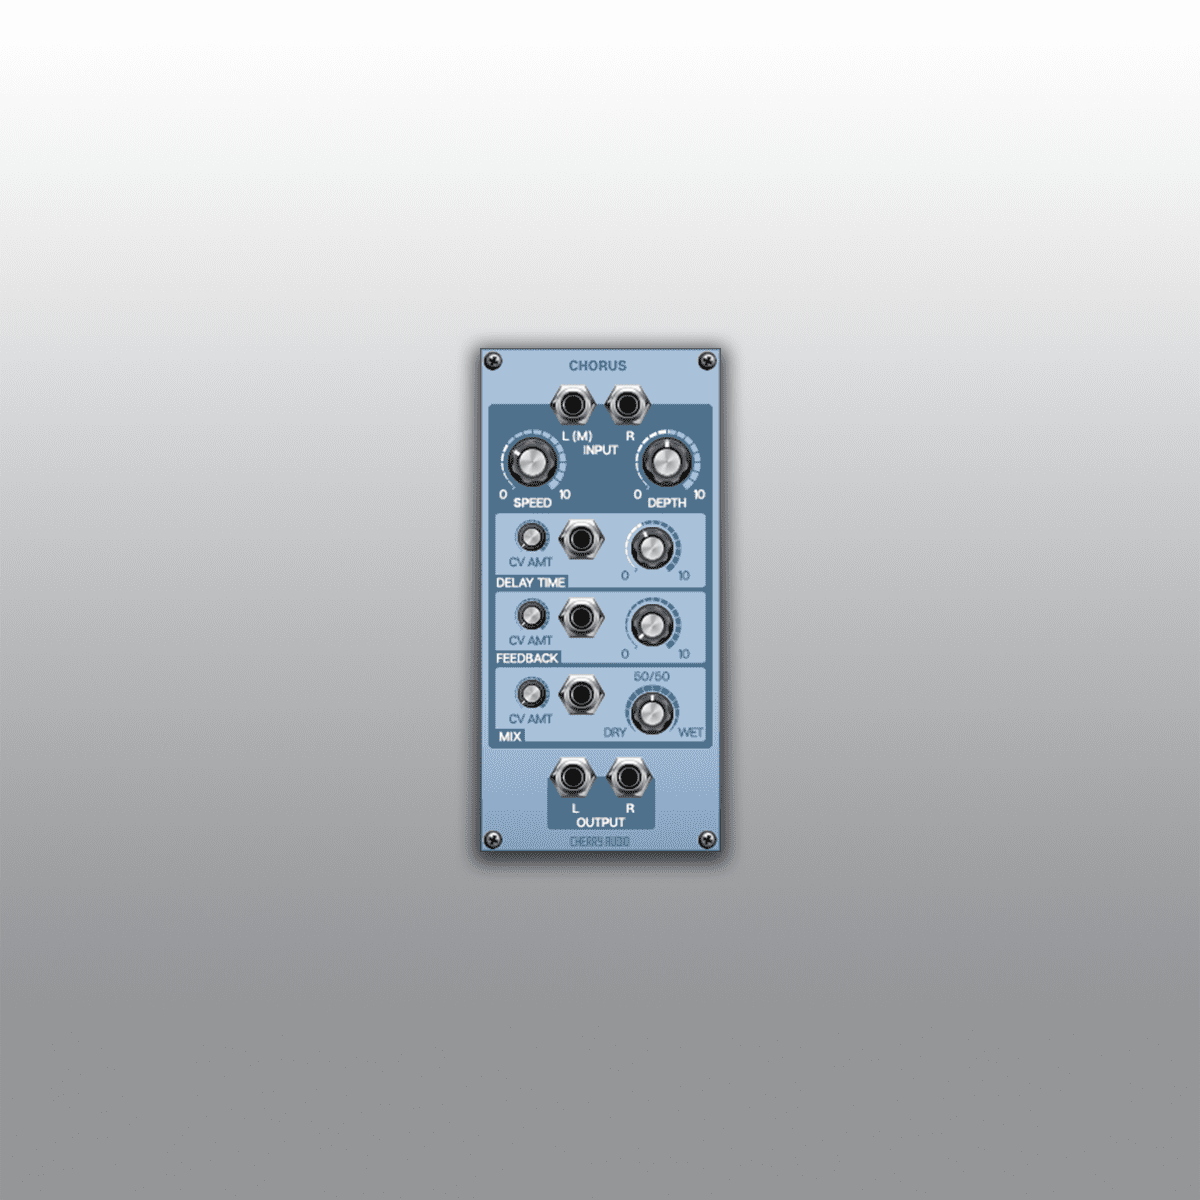 CHORUS
L (M) R
INPUT
0 10 0 10
SPEED DEPTH
CV AMT
0 10
DELAY TIME
CV AMT
0 10
FEEDBACK
50/50
CV AMT
DRY WET
MIX
L R
OUTPUT
CHERRY AUDIO